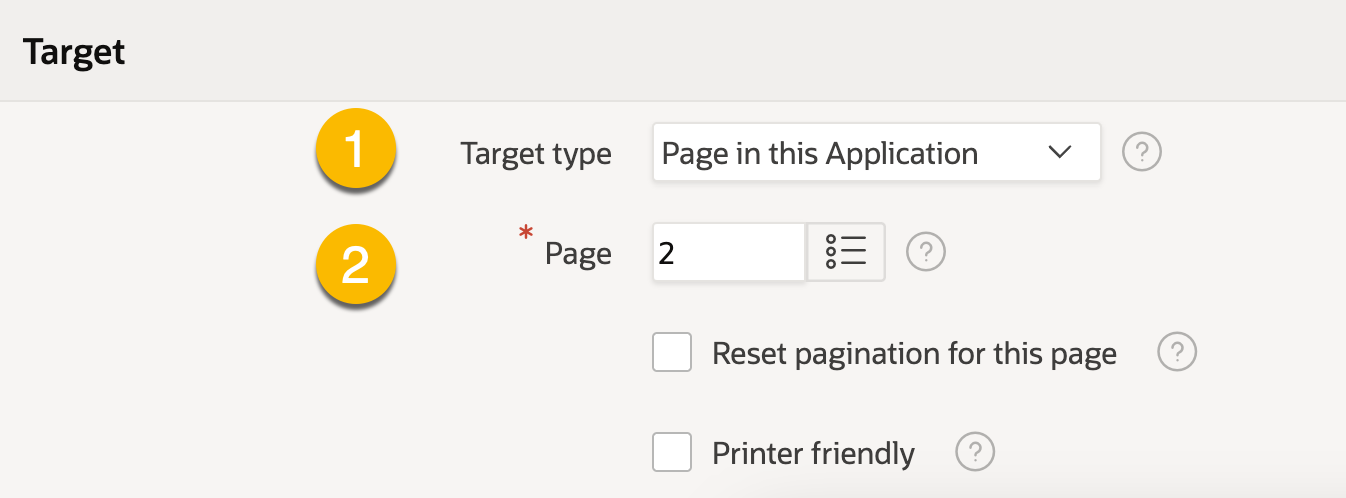 Target
1 Target type Page in this Application ?
2 * Page 2 ?
Reset pagination for this page ?
Printer friendly ?